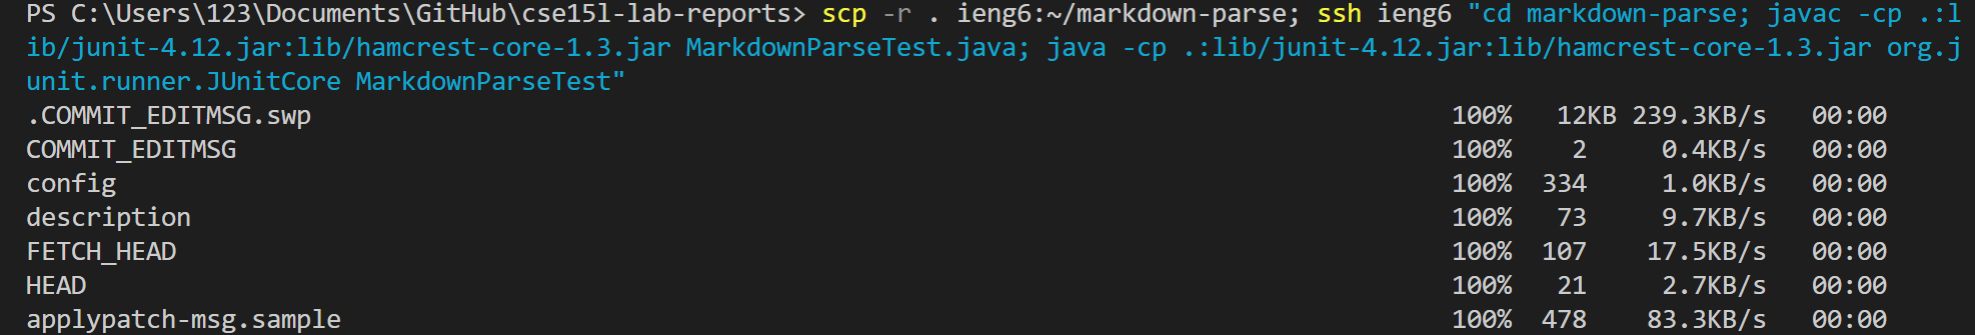 PS C:\Users\123\Documents\GitHub\cse15l-lab-reports> scp -r . ieng6:~/markdown-parse; ssh ieng6 "cd markdown-parse; javac -cp .:l
ib/junit-4.12.jar:lib/hamcrest-core-1.3.jar MarkdownParseTest.java; java -cp .:lib/junit-4.12.jar:lib/hamcrest-core-1.3.jar org.j
unit.runner.JUnitCore MarkdownParseTest"
.COMMIT_EDITMSG.swp 100% 12KB 239.3KB/s 00:00
COMMIT_EDITMSG 100% 2 0.4KB/s 00:00
config 100% 334 1.0KB/s 00:00
description 100% 73 9.7KB/s 00:00
FETCH_HEAD 100% 107 17.5KB/s 00:00
HEAD 100% 21 2.7KB/s 00:00
applypatch-msg.sample 100% 478 83.3KB/s 00:00